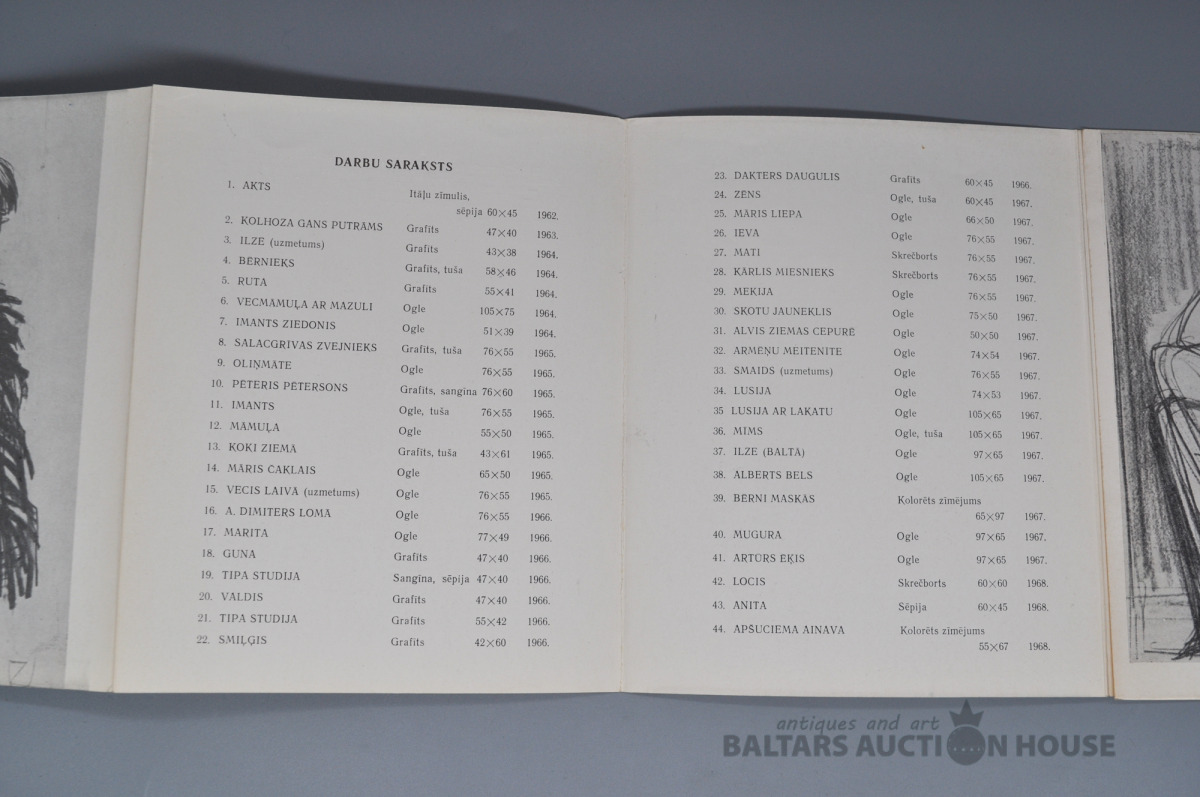 DARBU SARAKSTS
1. AKTS Itāļu zīmulis,
sēpija 60×45 1962.
2. KOLHOZA GANS PUTRĀMS Grafīts 47×40 1963.
3. ILZE (uzmetums) Grafīts 43×38 1964.
4. BĒRNIEKS Grafīts, tuša 58×46 1964.
5. RUTA Grafīts 55×41 1964.
6. VECMĀMUĻA AR MAZULI Ogle 105×75 1964.
7. IMANTS ZIEDONIS Ogle 51×39 1964.
8. SALACGRĪVAS ZVEJNIEKS Grafīts, tuša 76×55 1965.
9. OLIŅMĀTE Ogle 76×55 1965.
10. PĒTERIS PĒTERSONS Grafīts, sangīna 76×60 1965.
11. IMANTS Ogle, tuša 76×55 1965.
12. MĀMUĻA Ogle 55×50 1965.
13. KOKI ZIEMĀ Grafīts, tuša 43×61 1965.
14. MĀRIS ČAKLAIS Ogle 65×50 1965.
15. VECIS LAIVĀ (uzmetums) Ogle 76×55 1965.
16. A. DIMITERS LOMĀ Ogle 76×55 1966.
17. MARITA Ogle 77×49 1966.
18. GUNA Grafīts 47×40 1966.
19. TIPA STUDIJA Sangīna, sēpija 47×40 1966.
20. VALDIS Grafīts 47×40 1966.
21. TIPA STUDIJA Grafīts 55×42 1966.
22. SMIĻĢIS Grafīts 42×60 1966.
23. DAKTERS DAUGULIS Grafīts 60×45 1966.
24. ZĒNS Ogle, tuša 60×45 1967.
25. MĀRIS LIEPA Ogle 66×50 1967.
26. IEVA Ogle 76×55 1967.
27. MATI Skrečborts 76×55 1967.
28. KĀRLIS MIESNIEKS Skrečborts 76×55 1967.
29. MEKIJA Ogle 76×55 1967.
30. SKOTU JAUNEKLIS Ogle 75×50 1967.
31. ALVIS ZIEMAS CEPURĒ Ogle 50×50 1967.
32. ARMĒŅU MEITENĪTE Ogle 74×54 1967.
33. SMAIDS (uzmetums) Ogle 76×55 1967.
34. LUSIJA Ogle 74×53 1967.
35 LUSIJA AR LAKATU Ogle 105×65 1967.
36. MĪMS Ogle, tuša 105×65 1967.
37. ILZE (BALTĀ) Ogle 97×65 1967.
38. ALBERTS BELS Ogle 105×65 1967.
39. BĒRNI MASKĀS Kolorēts zīmējums
65×97 1967.
40. MUGURA Ogle 97×65 1967.
41. ARTŪRS ĒĶIS Ogle 97×65 1967.
42. LOCIS Skrečborts 60×60 1968.
43. ANITA Sēpija 60×45 1968.
44. APŠUCIEMA AINAVA Kolorēts zīmējums
55×67 1968.
antiques and art
BALTARS AUCTION HOUSE